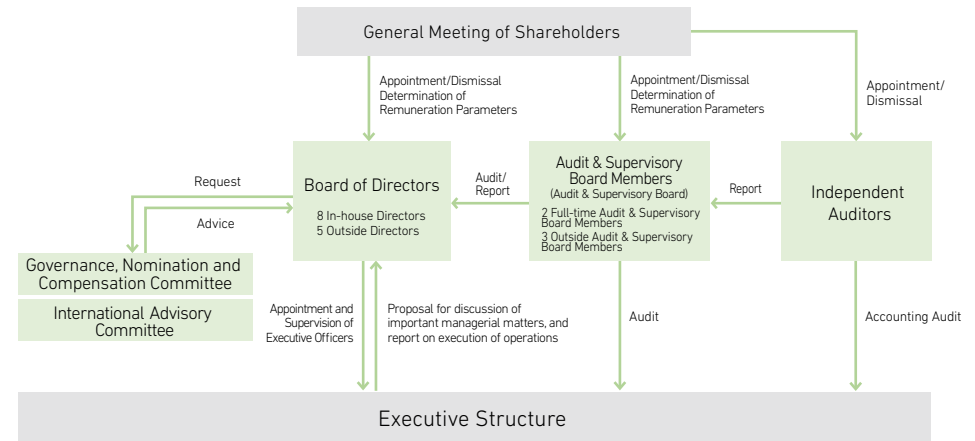 General Meeting of Shareholders
Appointment/Dismissal
Determination of
Remuneration Parameters
Appointment/Dismissal
Determination of
Remuneration Parameters
Appointment/
Dismissal
Board of Directors
8 In-house Directors
5 Outside Directors
Audit/
Report
Audit & Supervisory
Board Members
(Audit & Supervisory Board)
2 Full-time Audit & Supervisory
Board Members
3 Outside Audit & Supervisory
Board Members
Report
Independent
Auditors
Request
Advice
Governance, Nomination and
Compensation Committee
International Advisory
Committee
Appointment and
Supervision of
Executive Officers
Proposal for discussion of
important managerial matters, and
report on execution of operations
Audit
Accounting Audit
Executive Structure